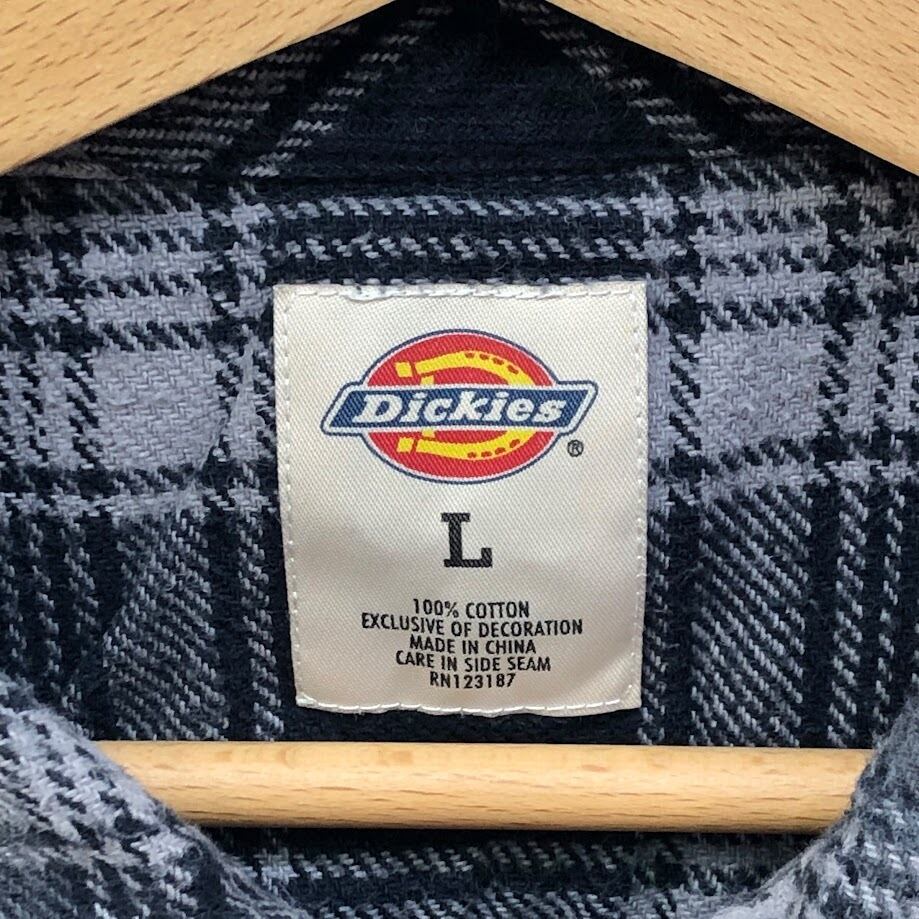 Dickies
®
L
100% COTTON
EXCLUSIVE OF DECORATION
MADE IN CHINA
CARE IN SIDE SEAM
RN123187